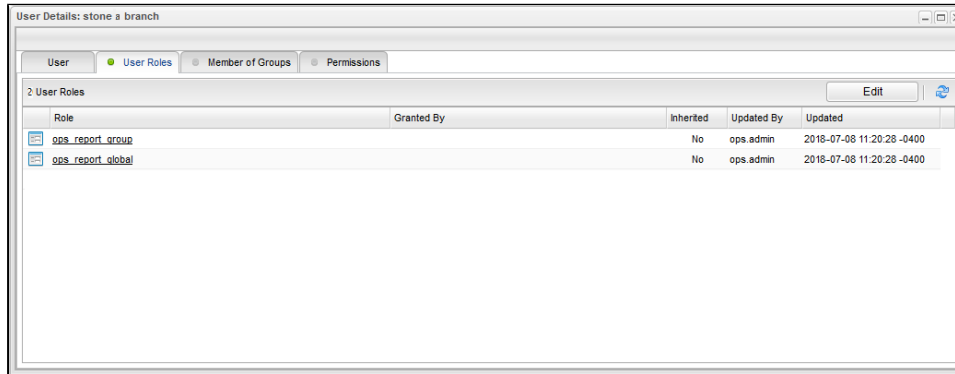 User Details: stone a branch
User User Roles Member of Groups Permissions
2 User Roles Edit
Role Granted By Inherited Updated By Updated
ops_report_group No ops.admin 2018-07-08 11:20:28 -0400
ops_report_global No ops.admin 2018-07-08 11:20:28 -0400